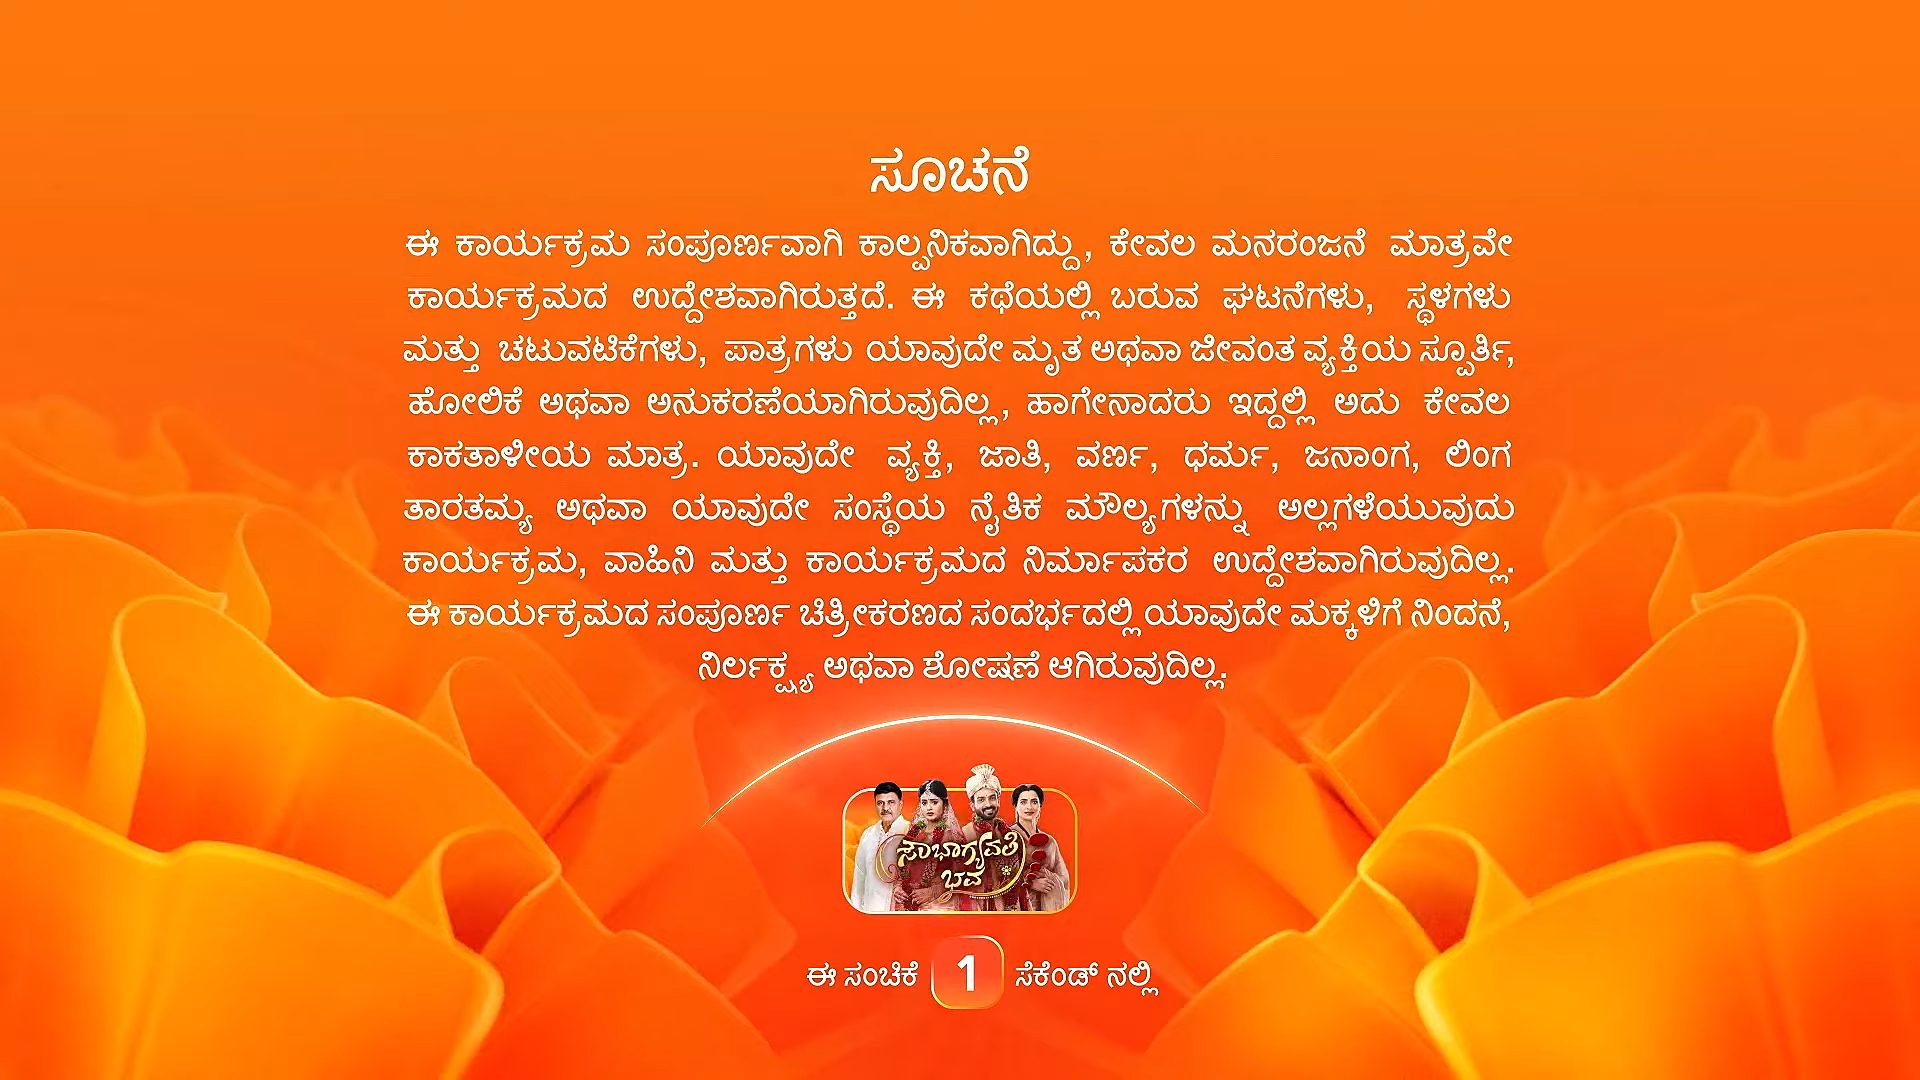 ಸೂಚನೆ
ಈ ಕಾರ್ಯಕ್ರಮ ಸಂಪೂರ್ಣವಾಗಿ ಕಾಲ್ಪನಿಕವಾಗಿದ್ದು, ಕೇವಲ ಮನರಂಜನೆ ಮಾತ್ರವೇ
ಕಾರ್ಯಕ್ರಮದ ಉದ್ದೇಶವಾಗಿರುತ್ತದೆ. ಈ ಕಥೆಯಲ್ಲಿ ಬರುವ ಘಟನೆಗಳು, ಸ್ಥಳಗಳು
ಮತ್ತು ಚಟುವಟಿಕೆಗಳು, ಪಾತ್ರಗಳು ಯಾವುದೇ ಮೃತ ಅಥವಾ ಜೀವಂತ ವ್ಯಕ್ತಿಯ ಸ್ಪೂರ್ತಿ,
ಹೋಲಿಕೆ ಅಥವಾ ಅನುಕರಣೆಯಾಗಿರುವುದಿಲ್ಲ, ಹಾಗೇನಾದರು ಇದ್ದಲ್ಲಿ ಅದು ಕೇವಲ
ಕಾಕತಾಳೀಯ ಮಾತ್ರ. ಯಾವುದೇ ವ್ಯಕ್ತಿ, ಜಾತಿ, ವರ್ಣ, ಧರ್ಮ, ಜನಾಂಗ, ಲಿಂಗ
ತಾರತಮ್ಯ ಅಥವಾ ಯಾವುದೇ ಸಂಸ್ಥೆಯ ನೈತಿಕ ಮೌಲ್ಯಗಳನ್ನು ಅಲ್ಲಗಳೆಯುವುದು
ಕಾರ್ಯಕ್ರಮ, ವಾಹಿನಿ ಮತ್ತು ಕಾರ್ಯಕ್ರಮದ ನಿರ್ಮಾಪಕರ ಉದ್ದೇಶವಾಗಿರುವುದಿಲ್ಲ.
ಈ ಕಾರ್ಯಕ್ರಮದ ಸಂಪೂರ್ಣ ಚಿತ್ರೀಕರಣದ ಸಂದರ್ಭದಲ್ಲಿ ಯಾವುದೇ ಮಕ್ಕಳಿಗೆ ನಿಂದನೆ,
ನಿರ್ಲಕ್ಷ್ಯ ಅಥವಾ ಶೋಷಣೆ ಆಗಿರುವುದಿಲ್ಲ.
ಸೌಭಾಗ್ಯವತಿ
ಭವ
ಈ ಸಂಚಿಕೆ 1 ಸೆಕೆಂಡ್ ನಲ್ಲಿ